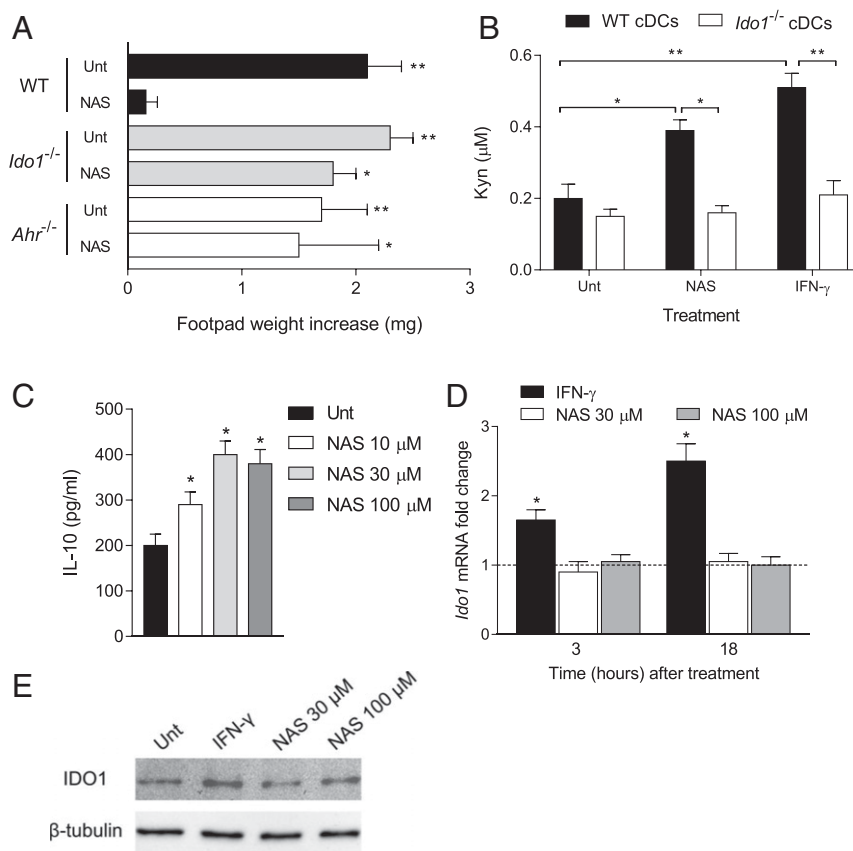 A
WT
Unt
**
NAS
Ido1-/-
Unt
**
NAS
*
Ahr-/-
Unt
**
NAS
*
0 1 2 3
Footpad weight increase (mg)
B
WT cDCs Ido1-/- cDCs
0.6
0.4
0.2
0.0
Kyn (μM)
** **
* *
Unt NAS IFN-γ
Treatment
C
500
400
300
200
100
0
IL-10 (pg/ml)
* * *
Unt
NAS 10 μM
NAS 30 μM
NAS 100 μM
D
IFN-γ
NAS 30 μM NAS 100 μM
3
2
1
0
Ido1 mRNA fold change
* *
3 18
Time (hours) after treatment
E
Unt IFN-γ NAS 30 μM NAS 100 μM
IDO1
β-tubulin